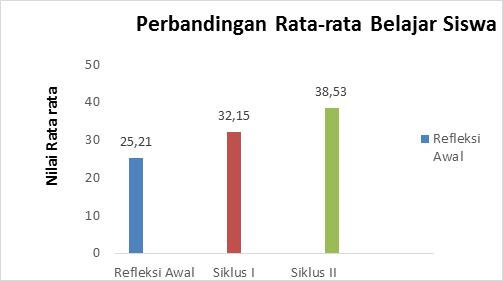 Perbandingan Rata-rata Belajar Siswa
Nilai Rata rata
50
40
30
20
10
0
25,21
32,15
38,53
Refleksi Awal
Siklus I
Siklus II
Refleksi
Awal